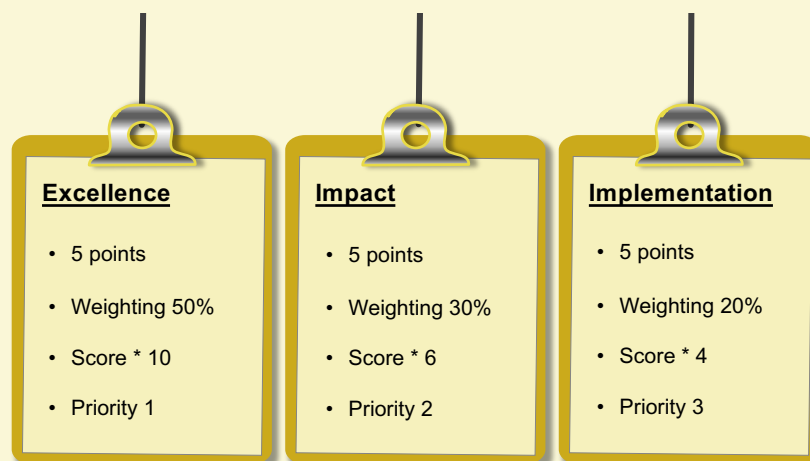 Excellence
• 5 points
• Weighting 50%
• Score * 10
• Priority 1
Impact
• 5 points
• Weighting 30%
• Score * 6
• Priority 2
Implementation
• 5 points
• Weighting 20%
• Score * 4
• Priority 3